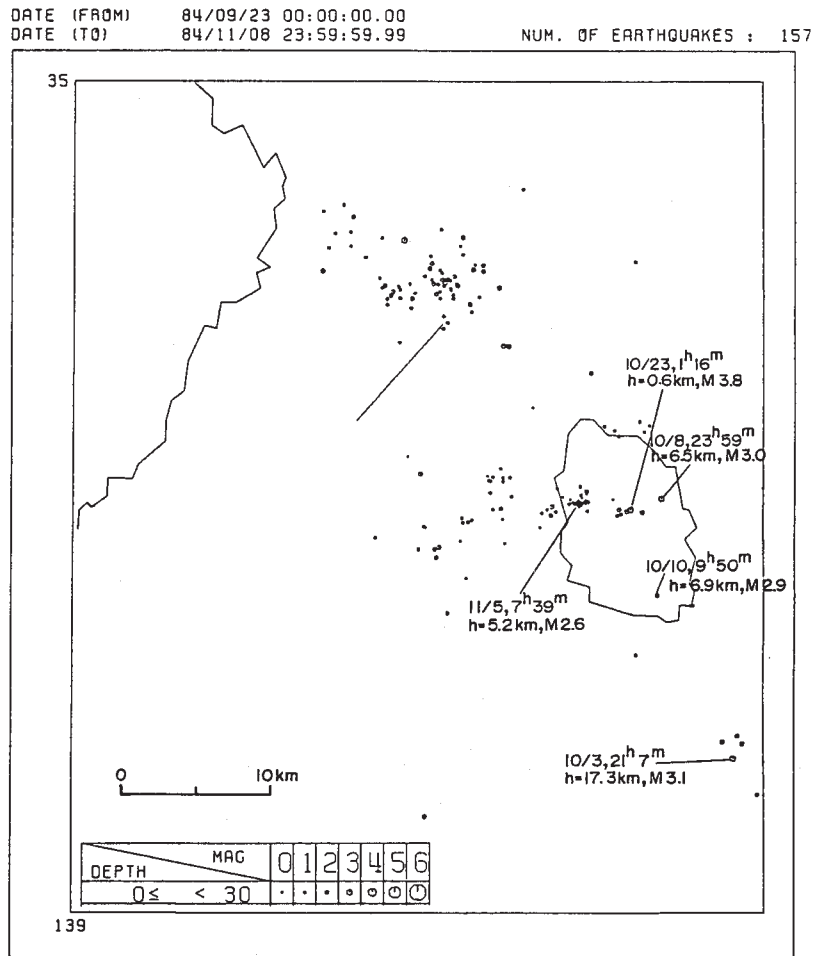 DATE (FROM) 84/09/23 00:00:00.00
DATE (TO) 84/11/08 23:59:59.99 NUM. OF EARTHQUAKES : 157
35
10/23, 1h16m
h=0.6km, M3.8
10/8, 23h59m
h=6.5km, M3.0
10/10, 9h50m
h=6.9km, M2.9
11/5, 7h39m
h=5.2km, M2.6
10/3, 21h7m
h=17.3km, M3.1
0 10km
MAG 0 1 2 3 4 5 6
DEPTH
0≤ < 30
139